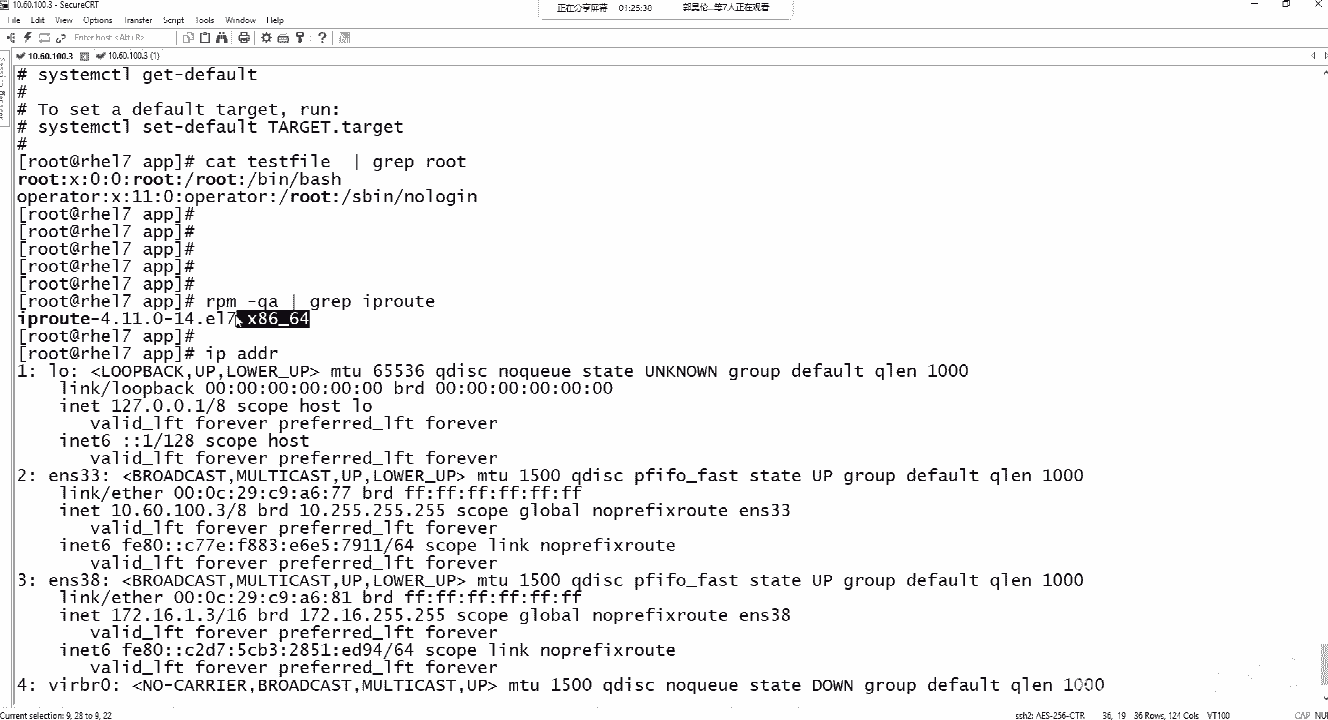 10.60.100.3 - SecureCRT
正在分享屏幕 01:25:30 等7人正在观看
File Edit View Options Transfer Script Tools Window Help
Enter host <Alt+R>
10.60.100.3 10.60.100.3 (1)
# systemctl get-default
#
# To set a default target, run:
# systemctl set-default TARGET.target
#
[root@rhel7 app]# cat testfile  | grep root
root:x:0:0:root:/root:/bin/bash
operator:x:11:0:operator:/root:/sbin/nologin
[root@rhel7 app]#
[root@rhel7 app]#
[root@rhel7 app]#
[root@rhel7 app]#
[root@rhel7 app]#
[root@rhel7 app]# rpm -qa | grep iproute
iproute-4.11.0-14.el7.x86_64
[root@rhel7 app]#
[root@rhel7 app]# ip addr
1: lo: <LOOPBACK,UP,LOWER_UP> mtu 65536 qdisc noqueue state UNKNOWN group default qlen 1000
link/loopback 00:00:00:00:00:00 brd 00:00:00:00:00:00
inet 127.0.0.1/8 scope host lo
valid_lft forever preferred_lft forever
inet6 ::1/128 scope host
valid_lft forever preferred_lft forever
2: ens33: <BROADCAST,MULTICAST,UP,LOWER_UP> mtu 1500 qdisc pfifo_fast state UP group default qlen 1000
link/ether 00:0c:29:c9:a6:77 brd ff:ff:ff:ff:ff:ff
inet 10.60.100.3/8 brd 10.255.255.255 scope global noprefixroute ens33
valid_lft forever preferred_lft forever
inet6 fe80::c77e:f883:e6e5:7911/64 scope link noprefixroute
valid_lft forever preferred_lft forever
3: ens38: <BROADCAST,MULTICAST,UP,LOWER_UP> mtu 1500 qdisc pfifo_fast state UP group default qlen 1000
link/ether 00:0c:29:c9:a6:81 brd ff:ff:ff:ff:ff:ff
inet 172.16.1.3/16 brd 172.16.255.255 scope global noprefixroute ens38
valid_lft forever preferred_lft forever
inet6 fe80::c2d7:5cb3:2851:ed94/64 scope link noprefixroute
valid_lft forever preferred_lft forever
4: virbr0: <NO-CARRIER,BROADCAST,MULTICAST,UP> mtu 1500 qdisc noqueue state DOWN group default qlen 1000
Current selection: 9, 28 to 9, 22 ssh2: AES-256-CTR 36, 19 36 Rows, 124 Cols VT100 CAP NU